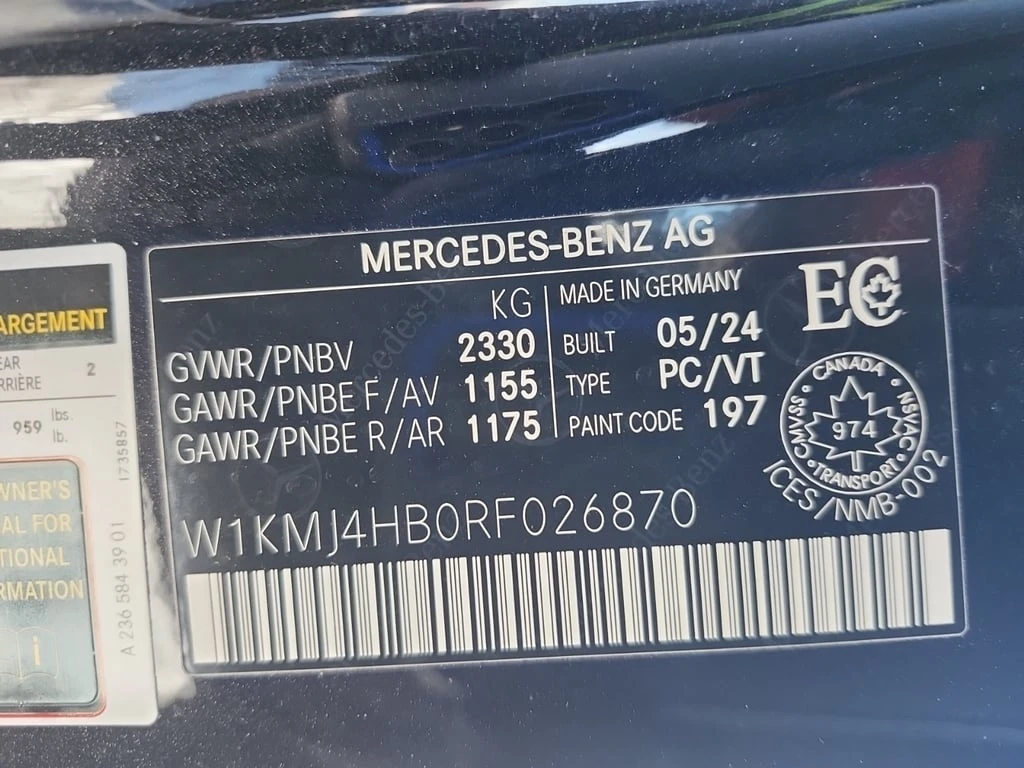 MERCEDES-BENZ AG
KG
GVWR/PNBV 2330
GAWR/PNBE F/AV 1155
GAWR/PNBE R/AR 1175
MADE IN GERMANY
BUILT 05/24
TYPE PC/VT
PAINT CODE 197
EC
CANADA
974
TRANSPORT
CMVSS/
NSVAC
ICES/NMB-002
W1KMJ4HB0RF026870
ARGEMENT
EAR 2
RRIÈRE
959 lbs.
lb.
WNER'S
AL FOR
TIONAL
RMATION
i
1735857
A 236 584 39 01